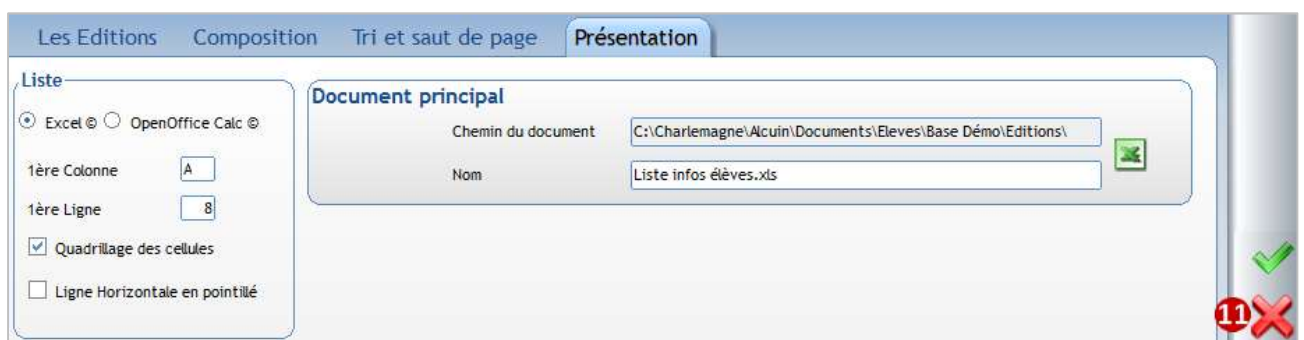 Les Editions Composition Tri et saut de page Présentation
Liste
Excel © OpenOffice Calc ©
1ère Colonne A
1ère Ligne 8
Quadrillage des cellules
Ligne Horizontale en pointillé
Document principal
Chemin du document C:\Charlemagne\Alcuin\Documents\Eleves\Base Démo\Editions\
Nom Liste infos élèves.xls
11